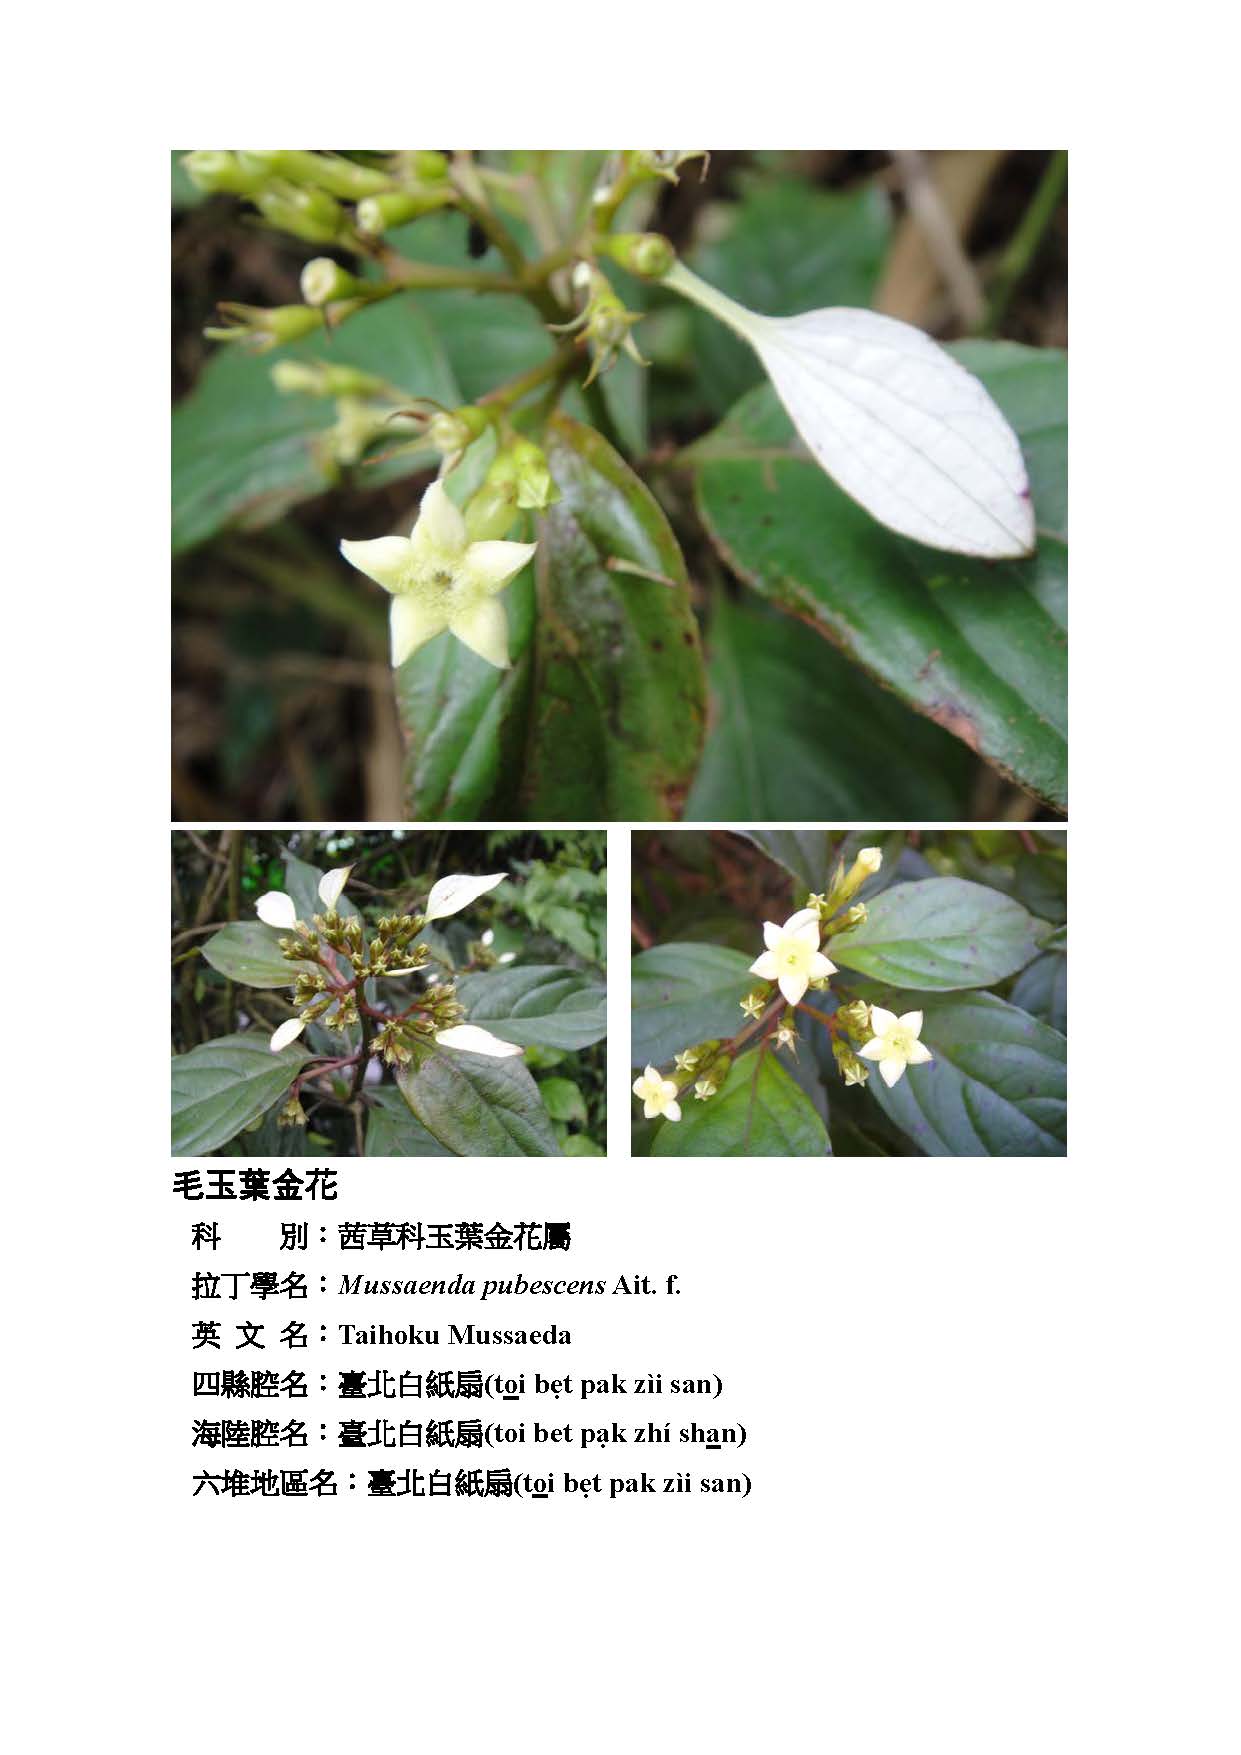 毛玉葉金花
科　　別：茜草科玉葉金花屬
拉丁學名：Mussaenda pubescens Ait. f.
英 文 名：Taihoku Mussaeda
四縣腔名：臺北白紙扇(to̲i bẹt pak zìi san)
海陸腔名：臺北白紙扇(toi bet pạk zhí sha̲n)
六堆地區名：臺北白紙扇(to̲i bẹt pak zìi san)